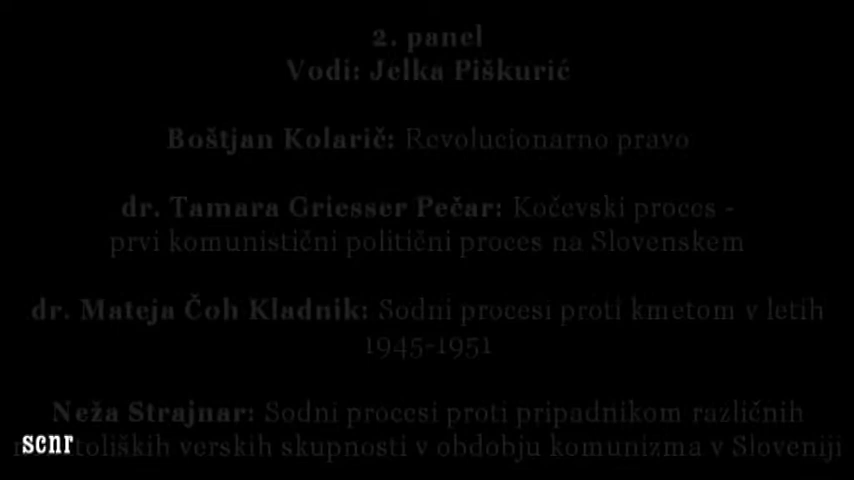 2. panel
Vodi: Jelka Piškurić
Boštjan Kolarič: Revolucionarno pravo
dr. Tamara Griesser Pečar: Kočevski proces -
prvi komunistični politični proces na Slovenskem
dr. Mateja Čoh Kladnik: Sodni procesi proti kmetom v letih
1945-1951
Neža Strajnar: Sodni procesi proti pripadnikom različnih
verskih skupnosti v obdobju komunizma v Sloveniji
scnr